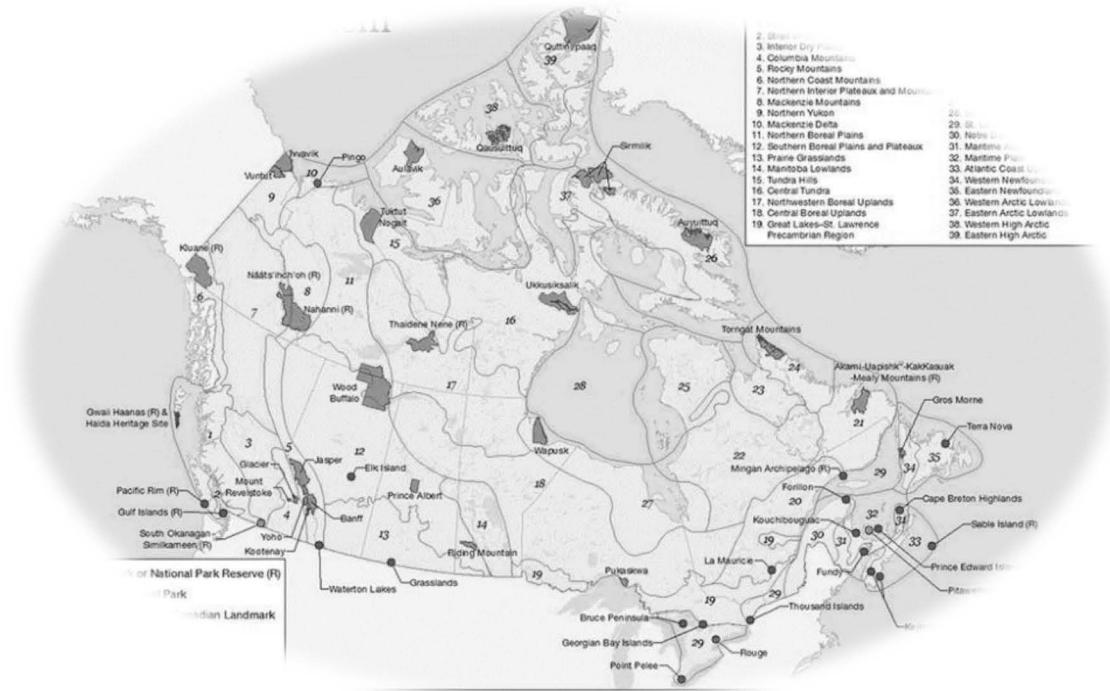 2.
3. Interior Dry
4. Columbia Mountains
5. Rocky Mountains
6. Northern Coast Mountains
7. Northern Interior Plateaux and
8. Mackenzie Mountains
9. Northern Yukon
10. Mackenzie Delta
11. Northern Boreal Plains
12. Southern Boreal Plains and Plateaux
13. Prairie Grasslands
14. Manitoba Lowlands
15. Tundra Hills
16. Central Tundra
17. Northwestern Boreal Uplands
18. Central Boreal Uplands
19. Great Lakes–St. Lawrence
Precambrian Region
29. St.
30. Notre
31. Maritime
32. Maritime
33. Atlantic Coast
34. Western
35. Eastern
36. Western Arctic Lowlands
37. Eastern Arctic Lowlands
38. Western High Arctic
39. Eastern High Arctic
Quttinirpaaq
39
38
Qausuittuq
Sirmilik
Ivvavik
Pingo
Aulavik
Vuntut
10
37
9
36
Tuktut
Nogait
15
Auyuittuq
26
Kluane (R)
Nááts'ihch'oh (R)
11
8
6
Ukkusiksalik
Nahanni (R)
7
16
Thaidene Nene (R)
Torngat Mountains
24
Akami-Uapishkᵁ-KakKasuak
-Mealy Mountains (R)
Wood
Buffalo
17
28
25
23
Gros Morne
Gwaii Haanas (R) &
Haida Heritage Site
21
Terra Nova
1
3
5
Wapusk
22
35
34
Jasper
12
Elk Island
Glacier
Mount
Revelstoke
Mingan Archipelago (R)
29
Pacific Rim (R)
2
Prince Albert
18
Forillon
Cape Breton Highlands
Gulf Islands (R)
4
Banff
27
20
32
31
South Okanagan-
Similkameen (R)
Yoho
Kootenay
13
14
Kouchibouguac
Sable Island (R)
33
Riding Mountain
19
30
31
La Mauricie
Prince Edward
Pukaskwa
Fundy
or National Park Reserve (R)
Park
Canadian Landmark
Waterton Lakes
Grasslands
19
29
19
Thousand Islands
Bruce Peninsula
Georgian Bay Islands
29
Rouge
Point Pelee